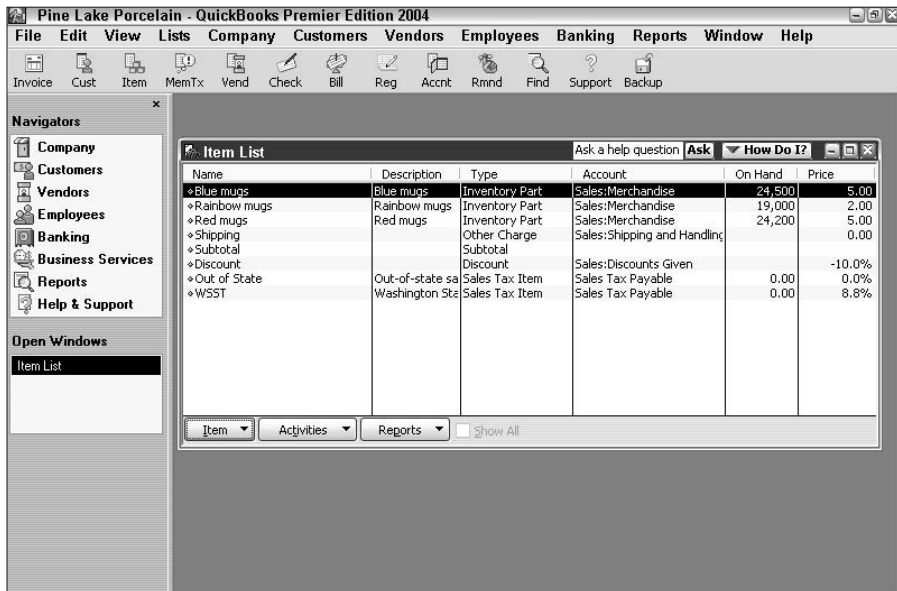 Pine Lake Porcelain - QuickBooks Premier Edition 2004
File Edit View Lists Company Customers Vendors Employees Banking Reports Window Help
Invoice Cust Item MemTx Vend Check Bill Reg Accnt Rmnd Find Support Backup
Navigators
Company
Customers
Vendors
Employees
Banking
Business Services
Reports
Help & Support
Open Windows
Item List
Item List Ask a help question Ask How Do I?
Name Description Type Account On Hand Price
Blue mugs Blue mugs Inventory Part Sales:Merchandise 24,500 5.00
Rainbow mugs Rainbow mugs Inventory Part Sales:Merchandise 19,000 2.00
Red mugs Red mugs Inventory Part Sales:Merchandise 24,200 5.00
Shipping Other Charge Sales:Shipping and Handling 0.00
Subtotal Subtotal
Discount Discount Sales:Discounts Given -10.0%
Out of State Out-of-state sa Sales Tax Item Sales Tax Payable 0.00 0.0%
WSST Washington Sta Sales Tax Item Sales Tax Payable 0.00 8.8%
Item Activities Reports Show All